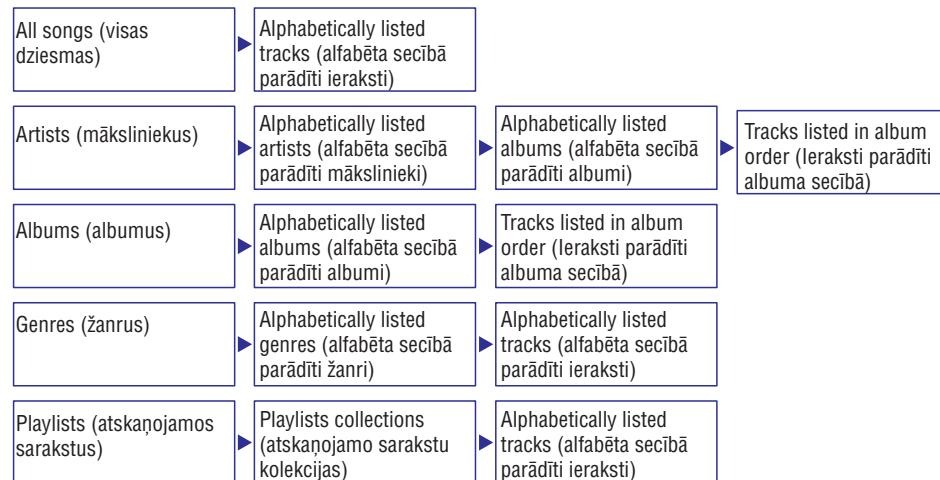 All songs (visas
dziesmas)
Alphabetically listed
tracks (alfabēta secībā
parādīti ieraksti)
Artists (māksliniekus)
Alphabetically listed
artists (alfabēta secībā
parādīti mākslinieki)
Alphabetically listed
albums (alfabēta secībā
parādīti albumi)
Tracks listed in album
order (Ieraksti parādīti
albuma secībā)
Albums (albumus)
Alphabetically listed
albums (alfabēta secībā
parādīti albumi)
Tracks listed in album
order (Ieraksti parādīti
albuma secībā)
Genres (žanrus)
Alphabetically listed
genres (alfabēta secībā
parādīti žanri)
Alphabetically listed
tracks (alfabēta secībā
parādīti ieraksti)
Playlists (atskaņojamos
sarakstus)
Playlists collections
(atskaņojamo sarakstu
kolekcijas)
Alphabetically listed
tracks (alfabēta secībā
parādīti ieraksti)